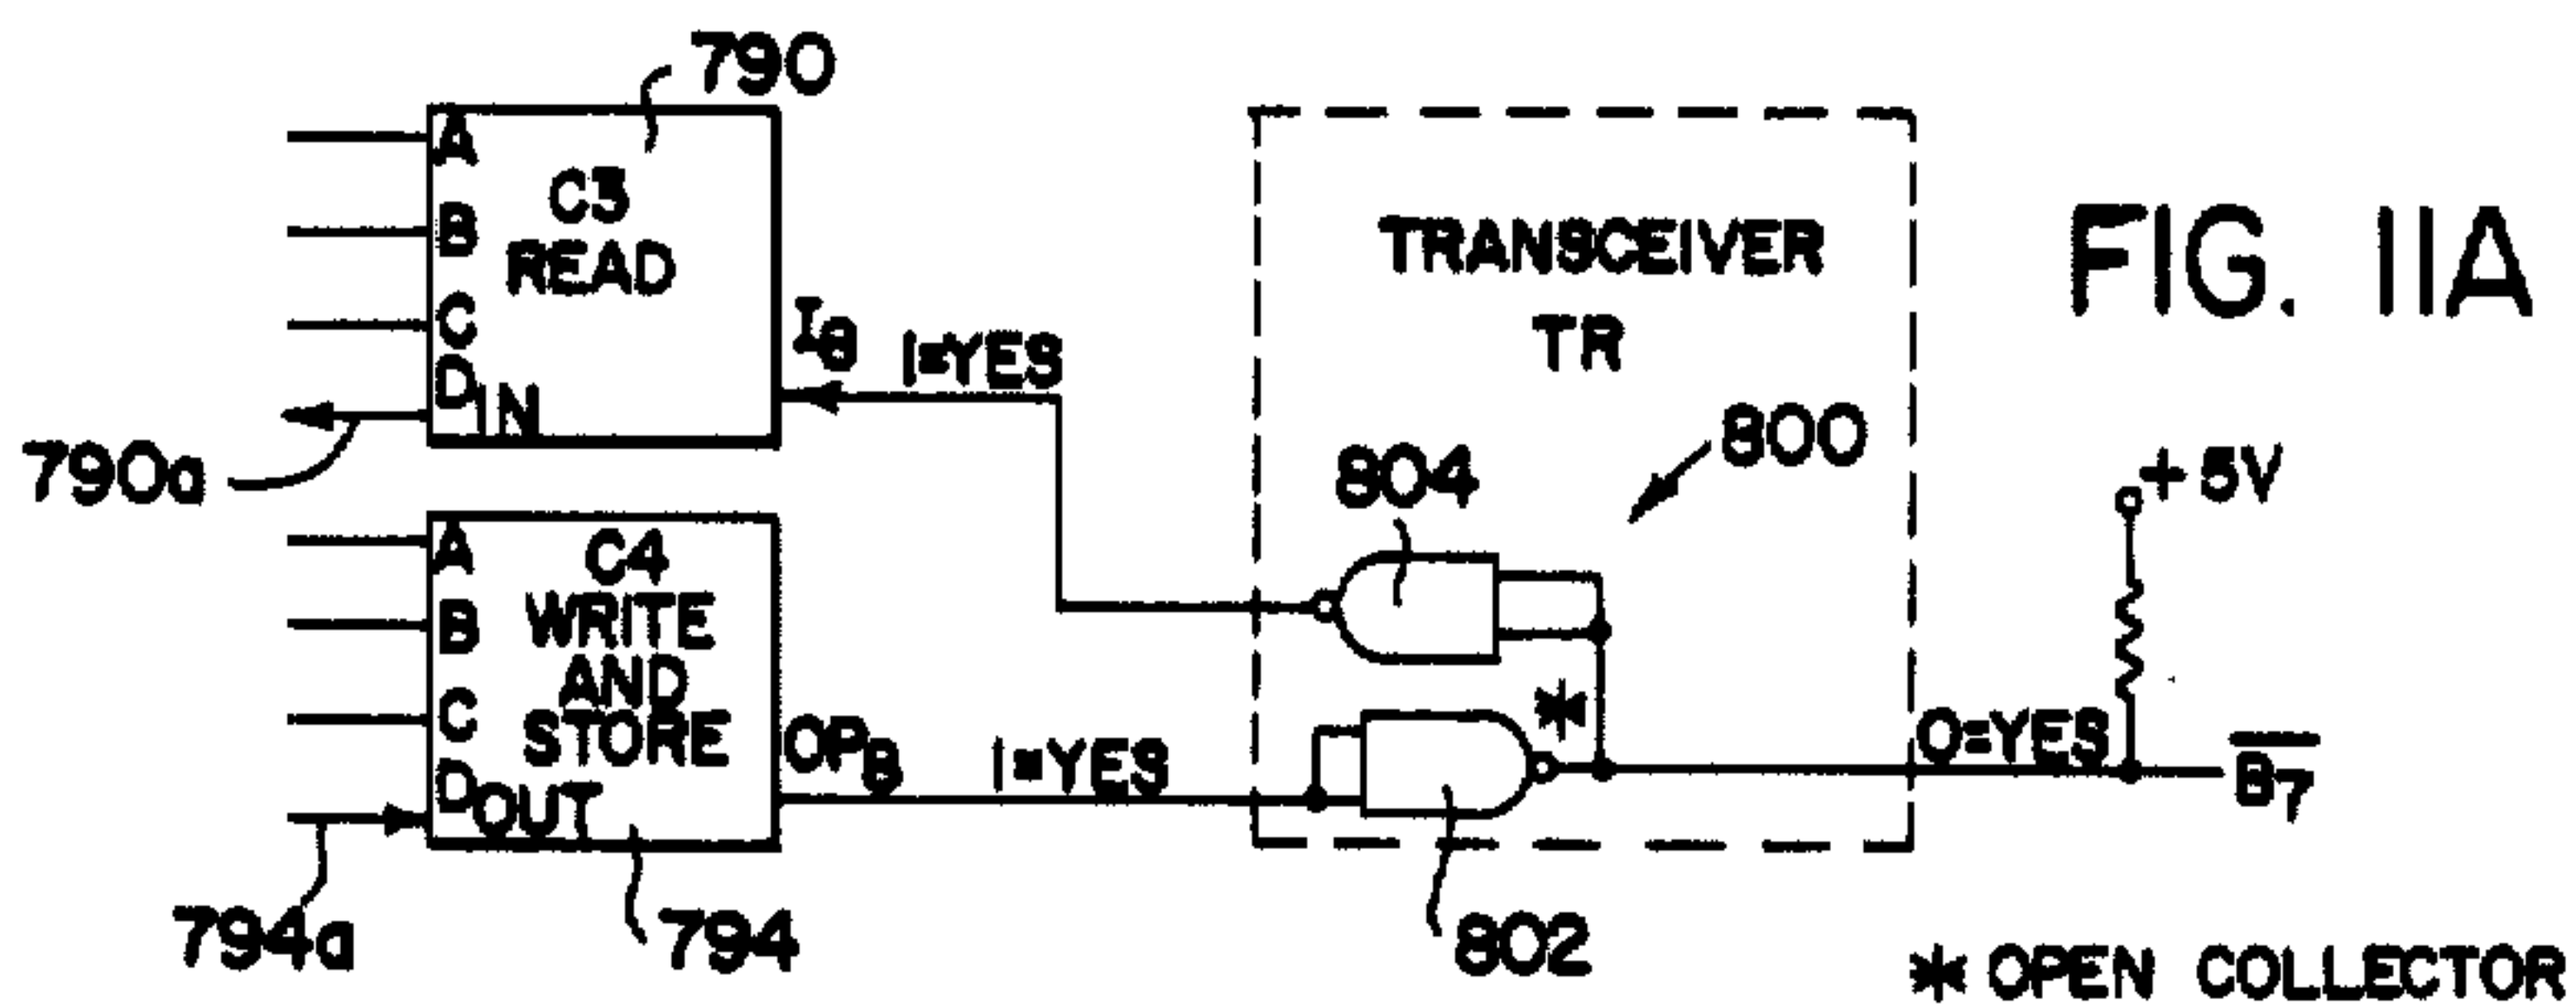 790
A
B
C
D IN
C3
READ
I8
1=YES
790a
TRANSCEIVER
TR
800
804
+5V
FIG. 11A
A
B
C
D OUT
C4
WRITE
AND
STORE
OPB
1=YES
*
0=YES
B7
794a
794
802
* OPEN COLLECTOR